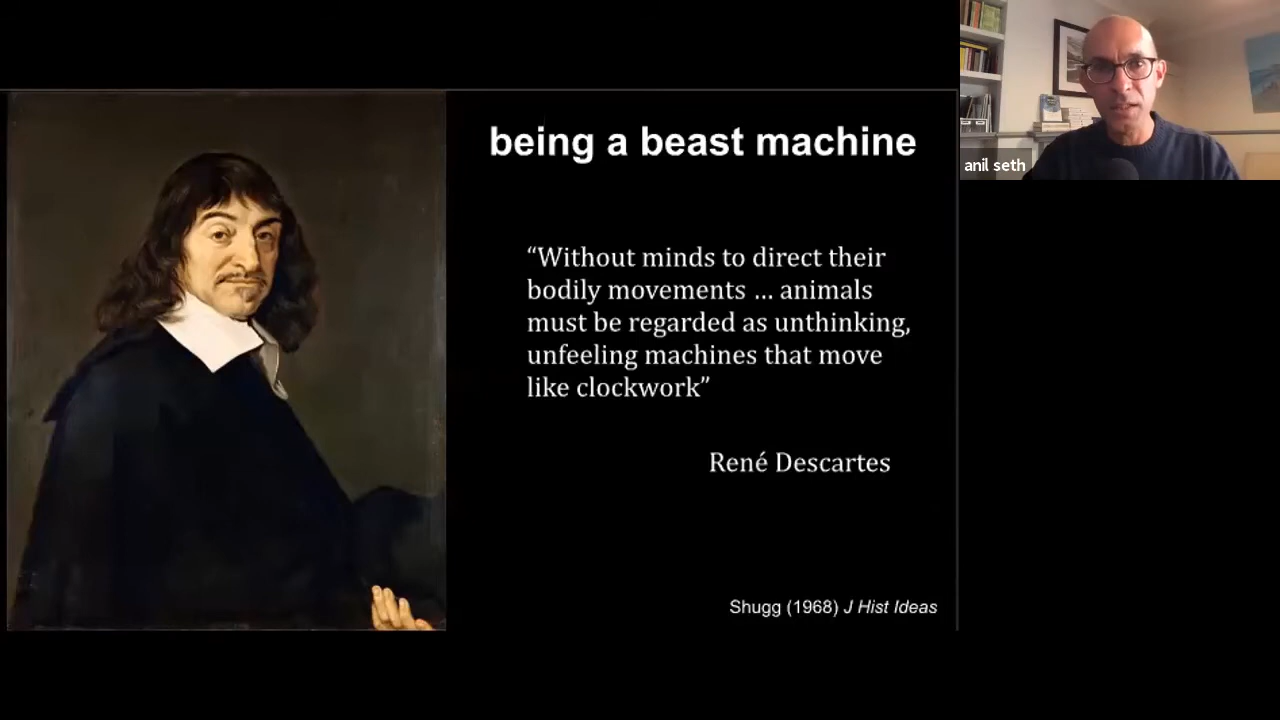 being a beast machine
“Without minds to direct their
bodily movements … animals
must be regarded as unthinking,
unfeeling machines that move
like clockwork”
René Descartes
Shugg (1968) J Hist Ideas
anil seth